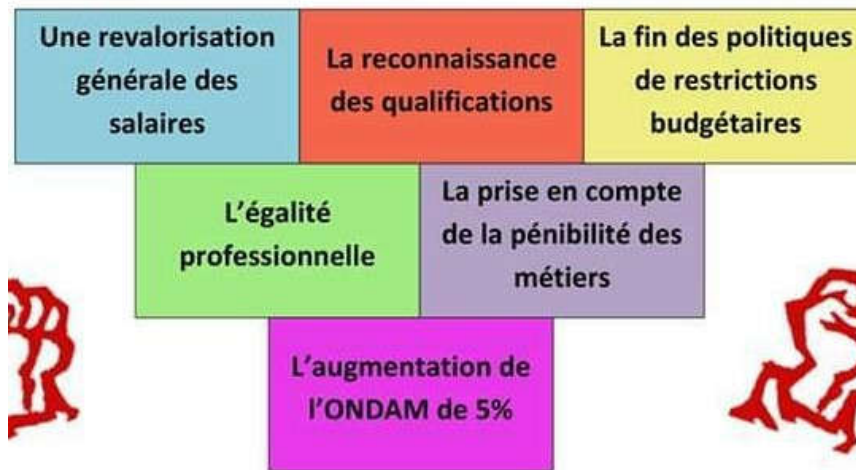 Une revalorisation
générale des
salaires
La reconnaissance
des qualifications
La fin des politiques
de restrictions
budgétaires
L’égalité
professionnelle
La prise en compte
de la pénibilité des
métiers
L’augmentation de
l’ONDAM de 5%